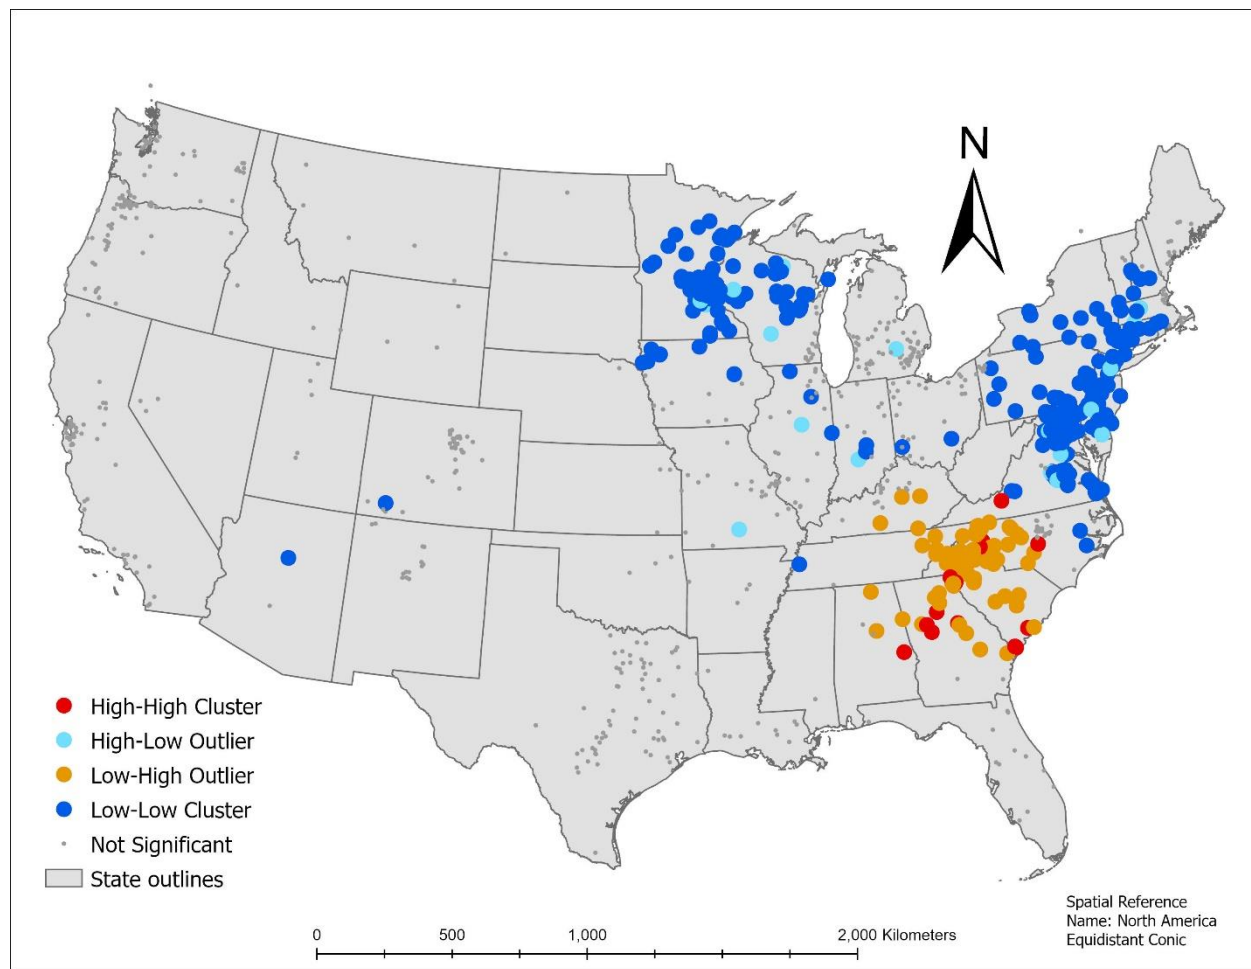 N
High-High Cluster
High-Low Outlier
Low-High Outlier
Low-Low Cluster
Not Significant
State outlines
0 500 1,000 2,000 Kilometers
Spatial Reference
Name: North America
Equidistant Conic